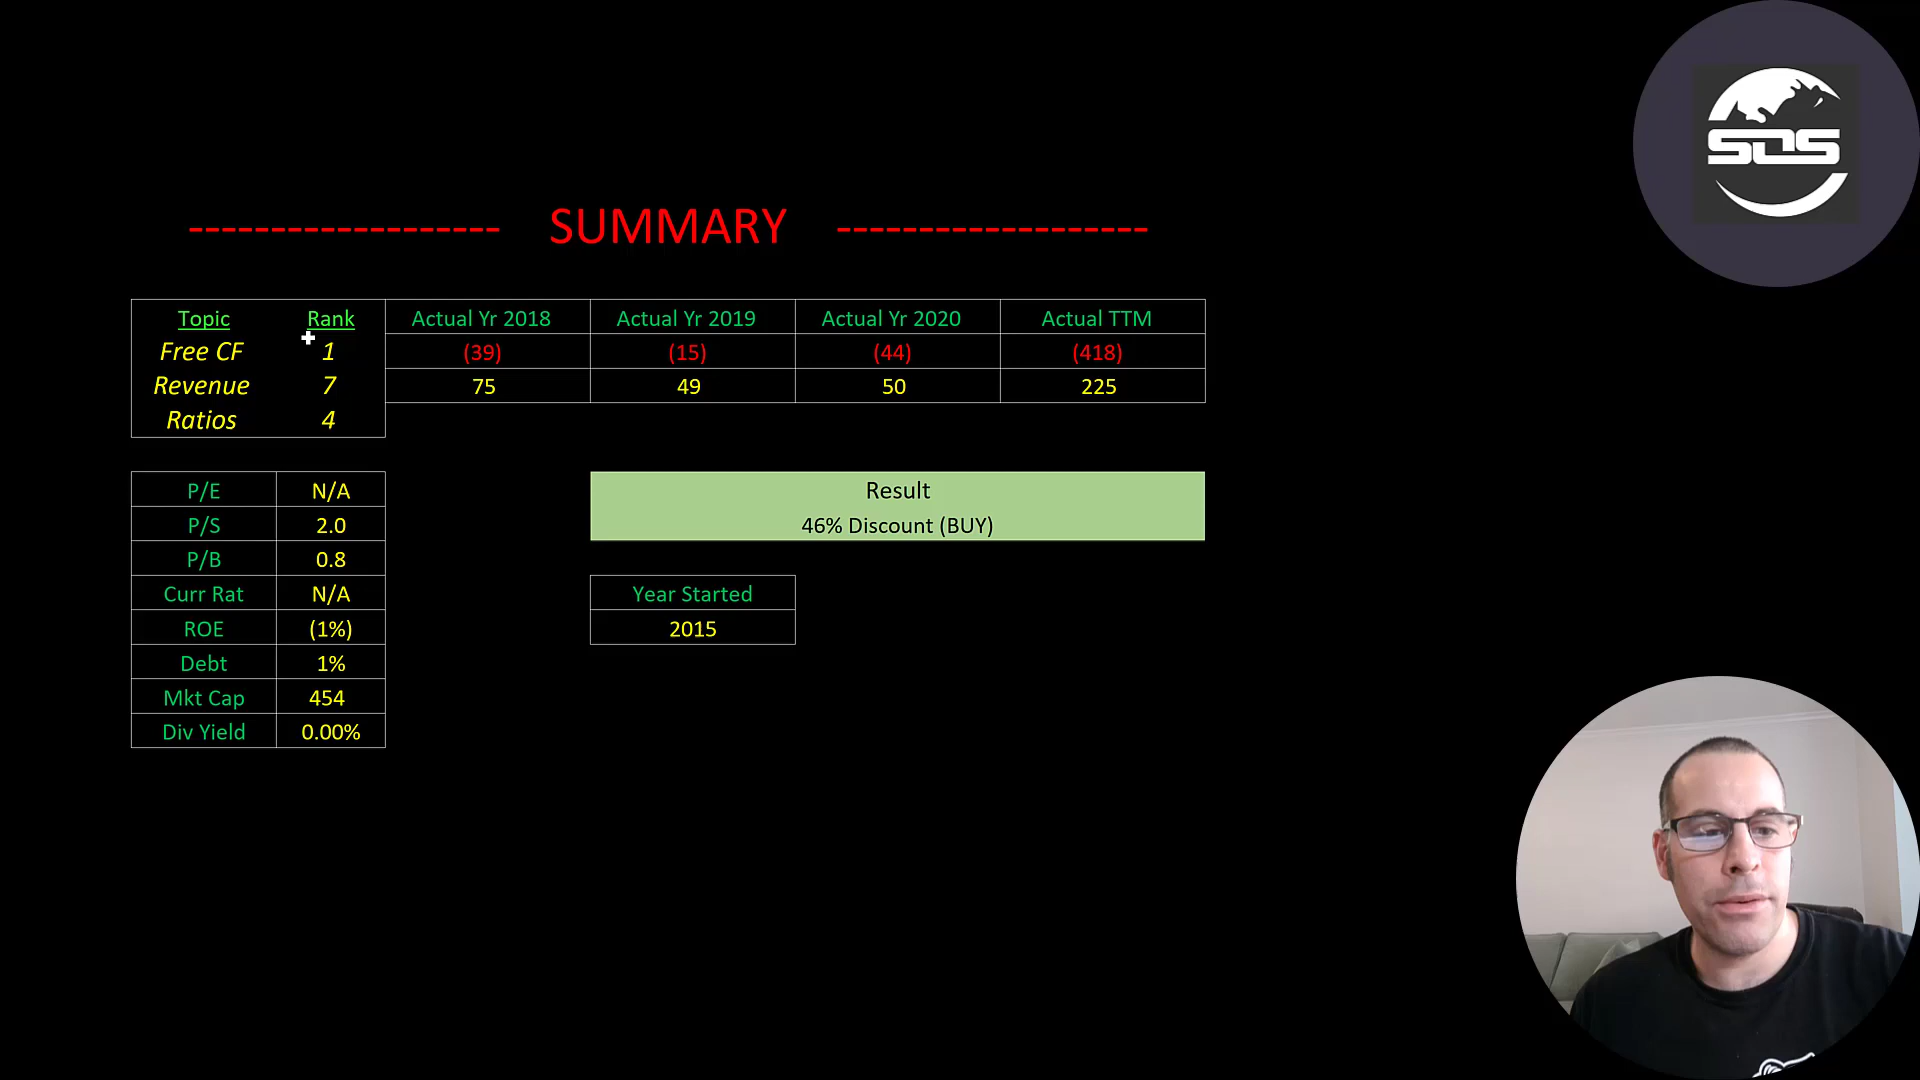 SOS
------------------- SUMMARY -------------------
Topic Rank Actual Yr 2018 Actual Yr 2019 Actual Yr 2020 Actual TTM
Free CF 1 (39) (15) (44) (418)
Revenue 7 75 49 50 225
Ratios 4
P/E N/A
P/S 2.0
P/B 0.8
Curr Rat N/A
ROE (1%)
Debt 1%
Mkt Cap 454
Div Yield 0.00%
Result
46% Discount (BUY)
Year Started
2015